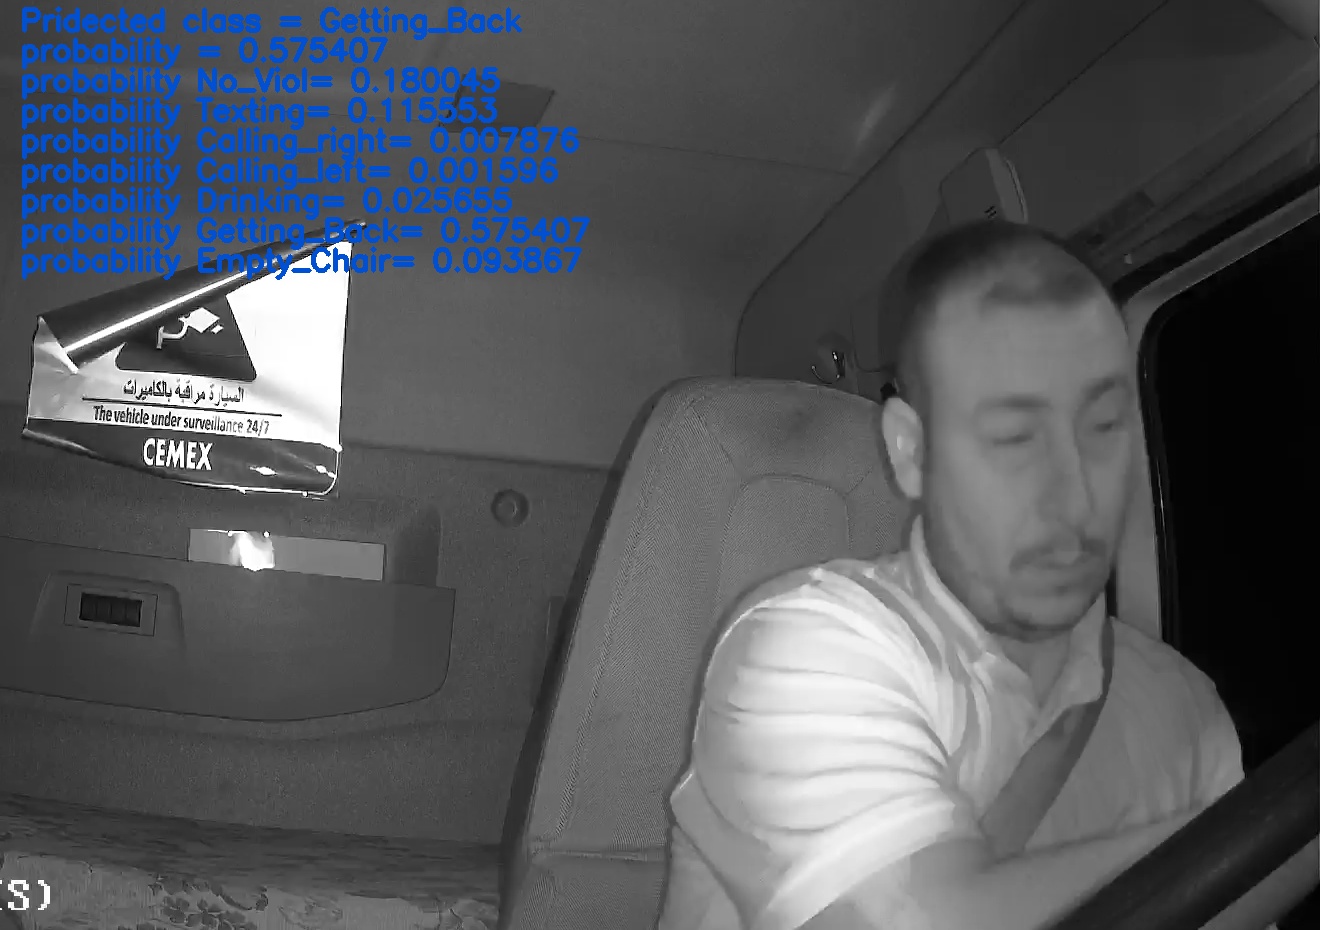 Pridected class = Getting_Back
probability = 0.575407
probability No_Viol= 0.180045
probability Texting= 0.115553
probability Calling_right= 0.007876
probability Calling_left= 0.001596
probability Drinking= 0.025655
probability Getting_Back= 0.575407
probability Empty_Chair= 0.093867
السيارة مراقبة بالكاميرات
The vehicle under surveillance 24/7
CEMEX
S)